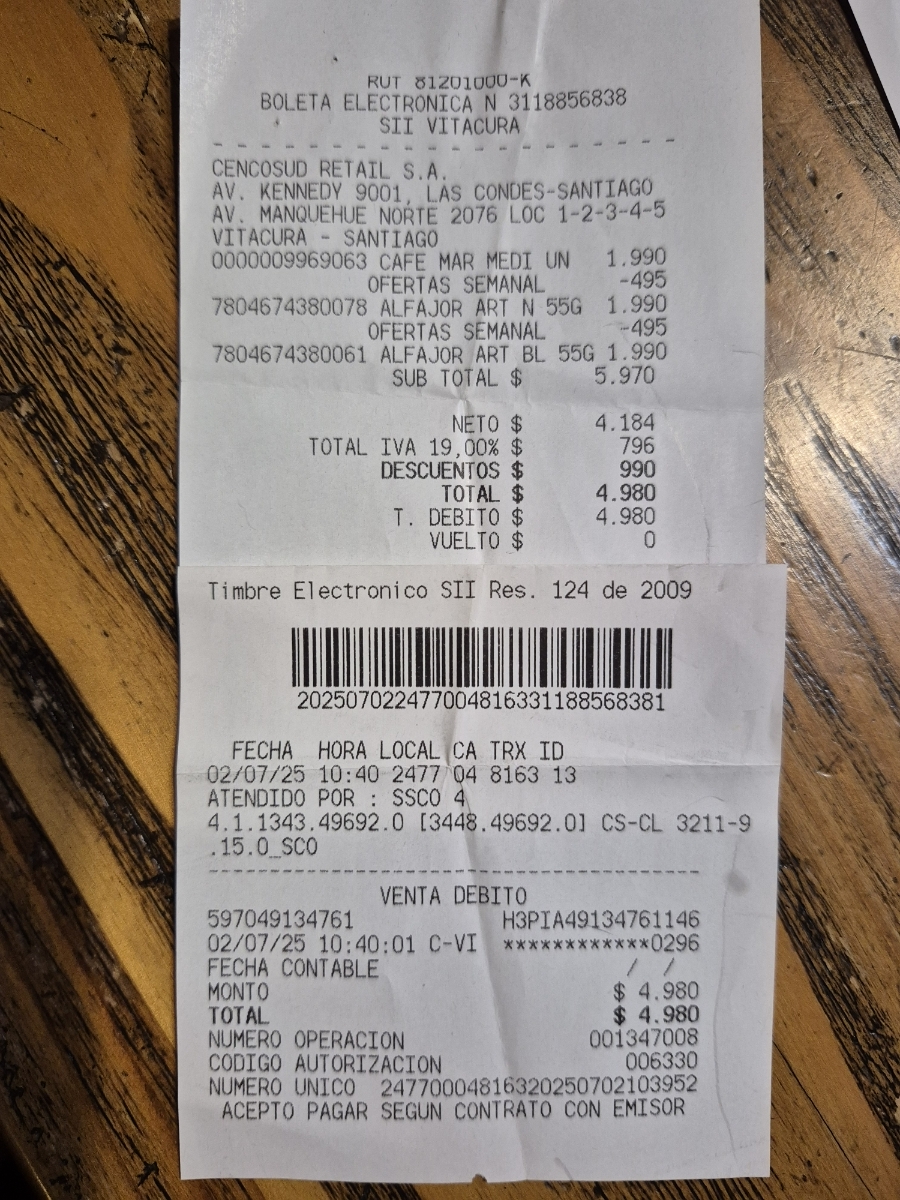 RUT 81201000-K
BOLETA ELECTRONICA N 3118856838
SII VITACURA
- - - - - - - - - - - - - - - - - - - -
CENCOSUD RETAIL S.A.
AV. KENNEDY 9001, LAS CONDES-SANTIAGO
AV. MANQUEHUE NORTE 2076 LOC 1-2-3-4-5
VITACURA - SANTIAGO
0000009969063 CAFE MAR MEDI UN 1.990
OFERTAS SEMANAL -495
7804674380078 ALFAJOR ART N 55G 1.990
OFERTAS SEMANAL -495
7804674380061 ALFAJOR ART BL 55G 1.990
SUB TOTAL $ 5.970
NETO $ 4.184
TOTAL IVA 19,00% $ 796
DESCUENTOS $ 990
TOTAL $ 4.980
T. DEBITO $ 4.980
VUELTO $ 0
Timbre Electronico SII Res. 124 de 2009
202507022477004816331188568381
FECHA HORA LOCAL CA TRX ID
02/07/25 10:40 2477 04 8163 13
ATENDIDO POR : SSCO 4
4.1.1343.49692.0 [3448.49692.0] CS-CL 3211-9
.15.0_SCO
------------------------------------------
VENTA DEBITO
597049134761 H3PIA49134761146
02/07/25 10:40:01 C-VI ************0296
FECHA CONTABLE / /
MONTO $ 4.980
TOTAL $ 4.980
NUMERO OPERACION 001347008
CODIGO AUTORIZACION 006330
NUMERO UNICO 247700048163202507021039​52
ACEPTO PAGAR SEGUN CONTRATO CON EMISOR